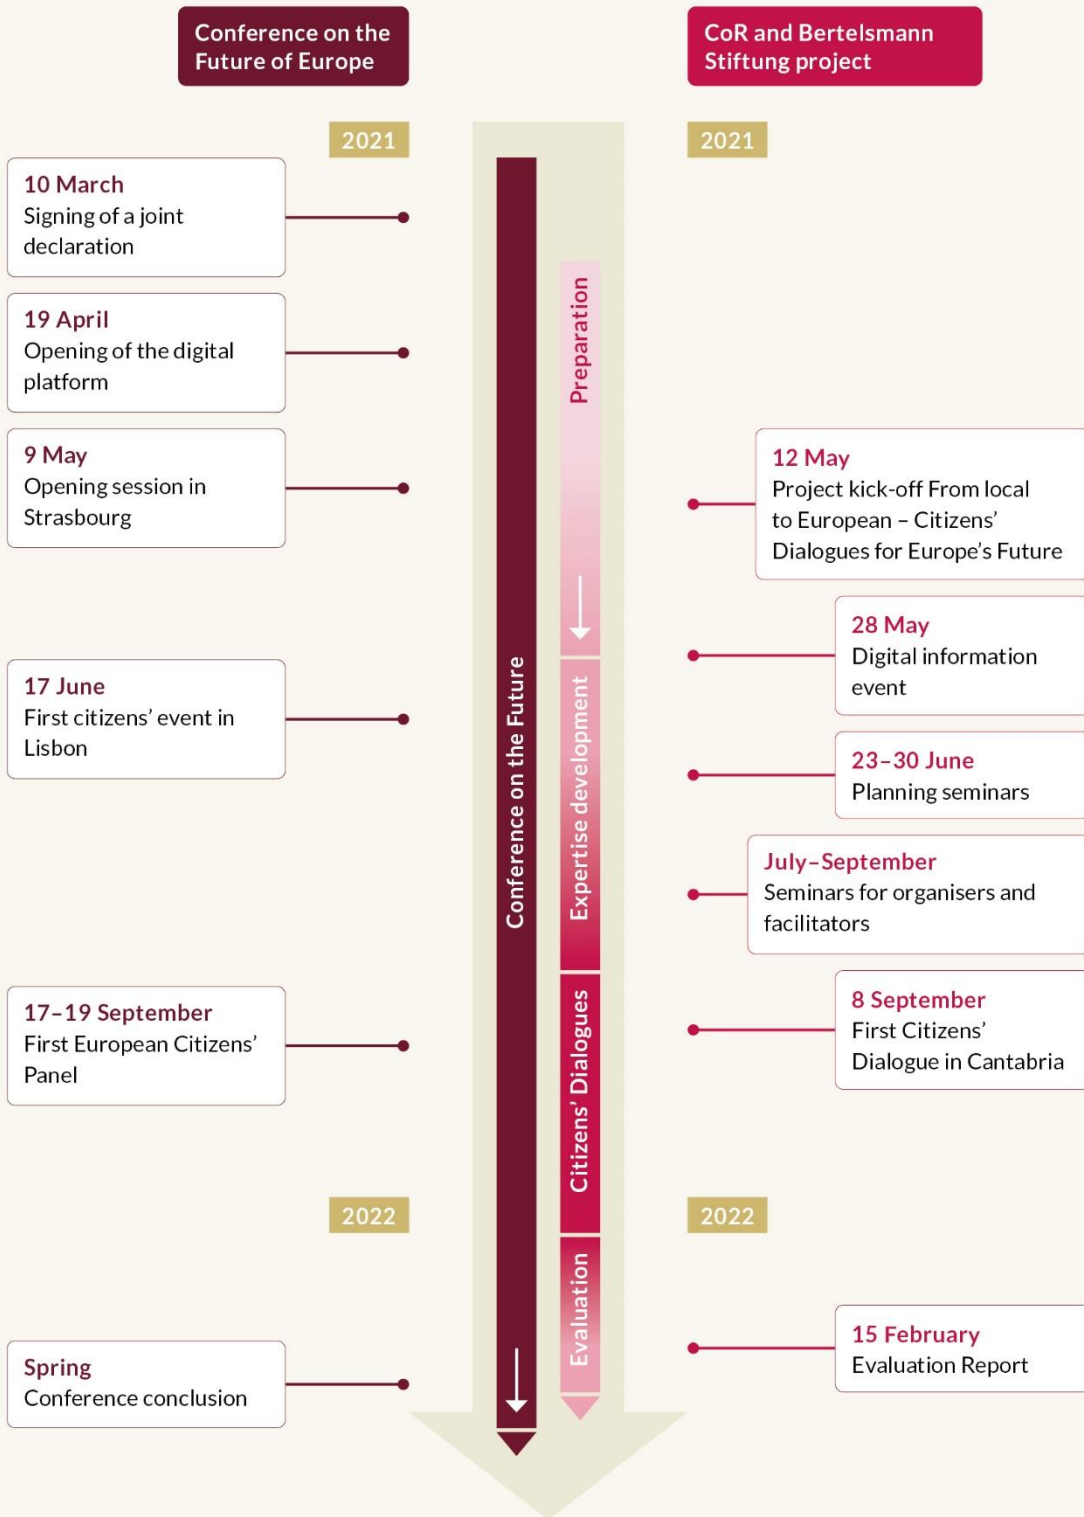 Conference on the
Future of Europe
CoR and Bertelsmann
Stiftung project
2021
2021
10 March
Signing of a joint
declaration
19 April
Opening of the digital
platform
9 May
Opening session in
Strasbourg
17 June
First citizens’ event in
Lisbon
17–19 September
First European Citizens’
Panel
2022
Spring
Conference conclusion
Conference on the Future
Preparation
Expertise development
Citizens’ Dialogues
Evaluation
12 May
Project kick-off From local
to European – Citizens’
Dialogues for Europe’s Future
28 May
Digital information
event
23–30 June
Planning seminars
July–September
Seminars for organisers and
facilitators
8 September
First Citizens’
Dialogue in Cantabria
2022
15 February
Evaluation Report